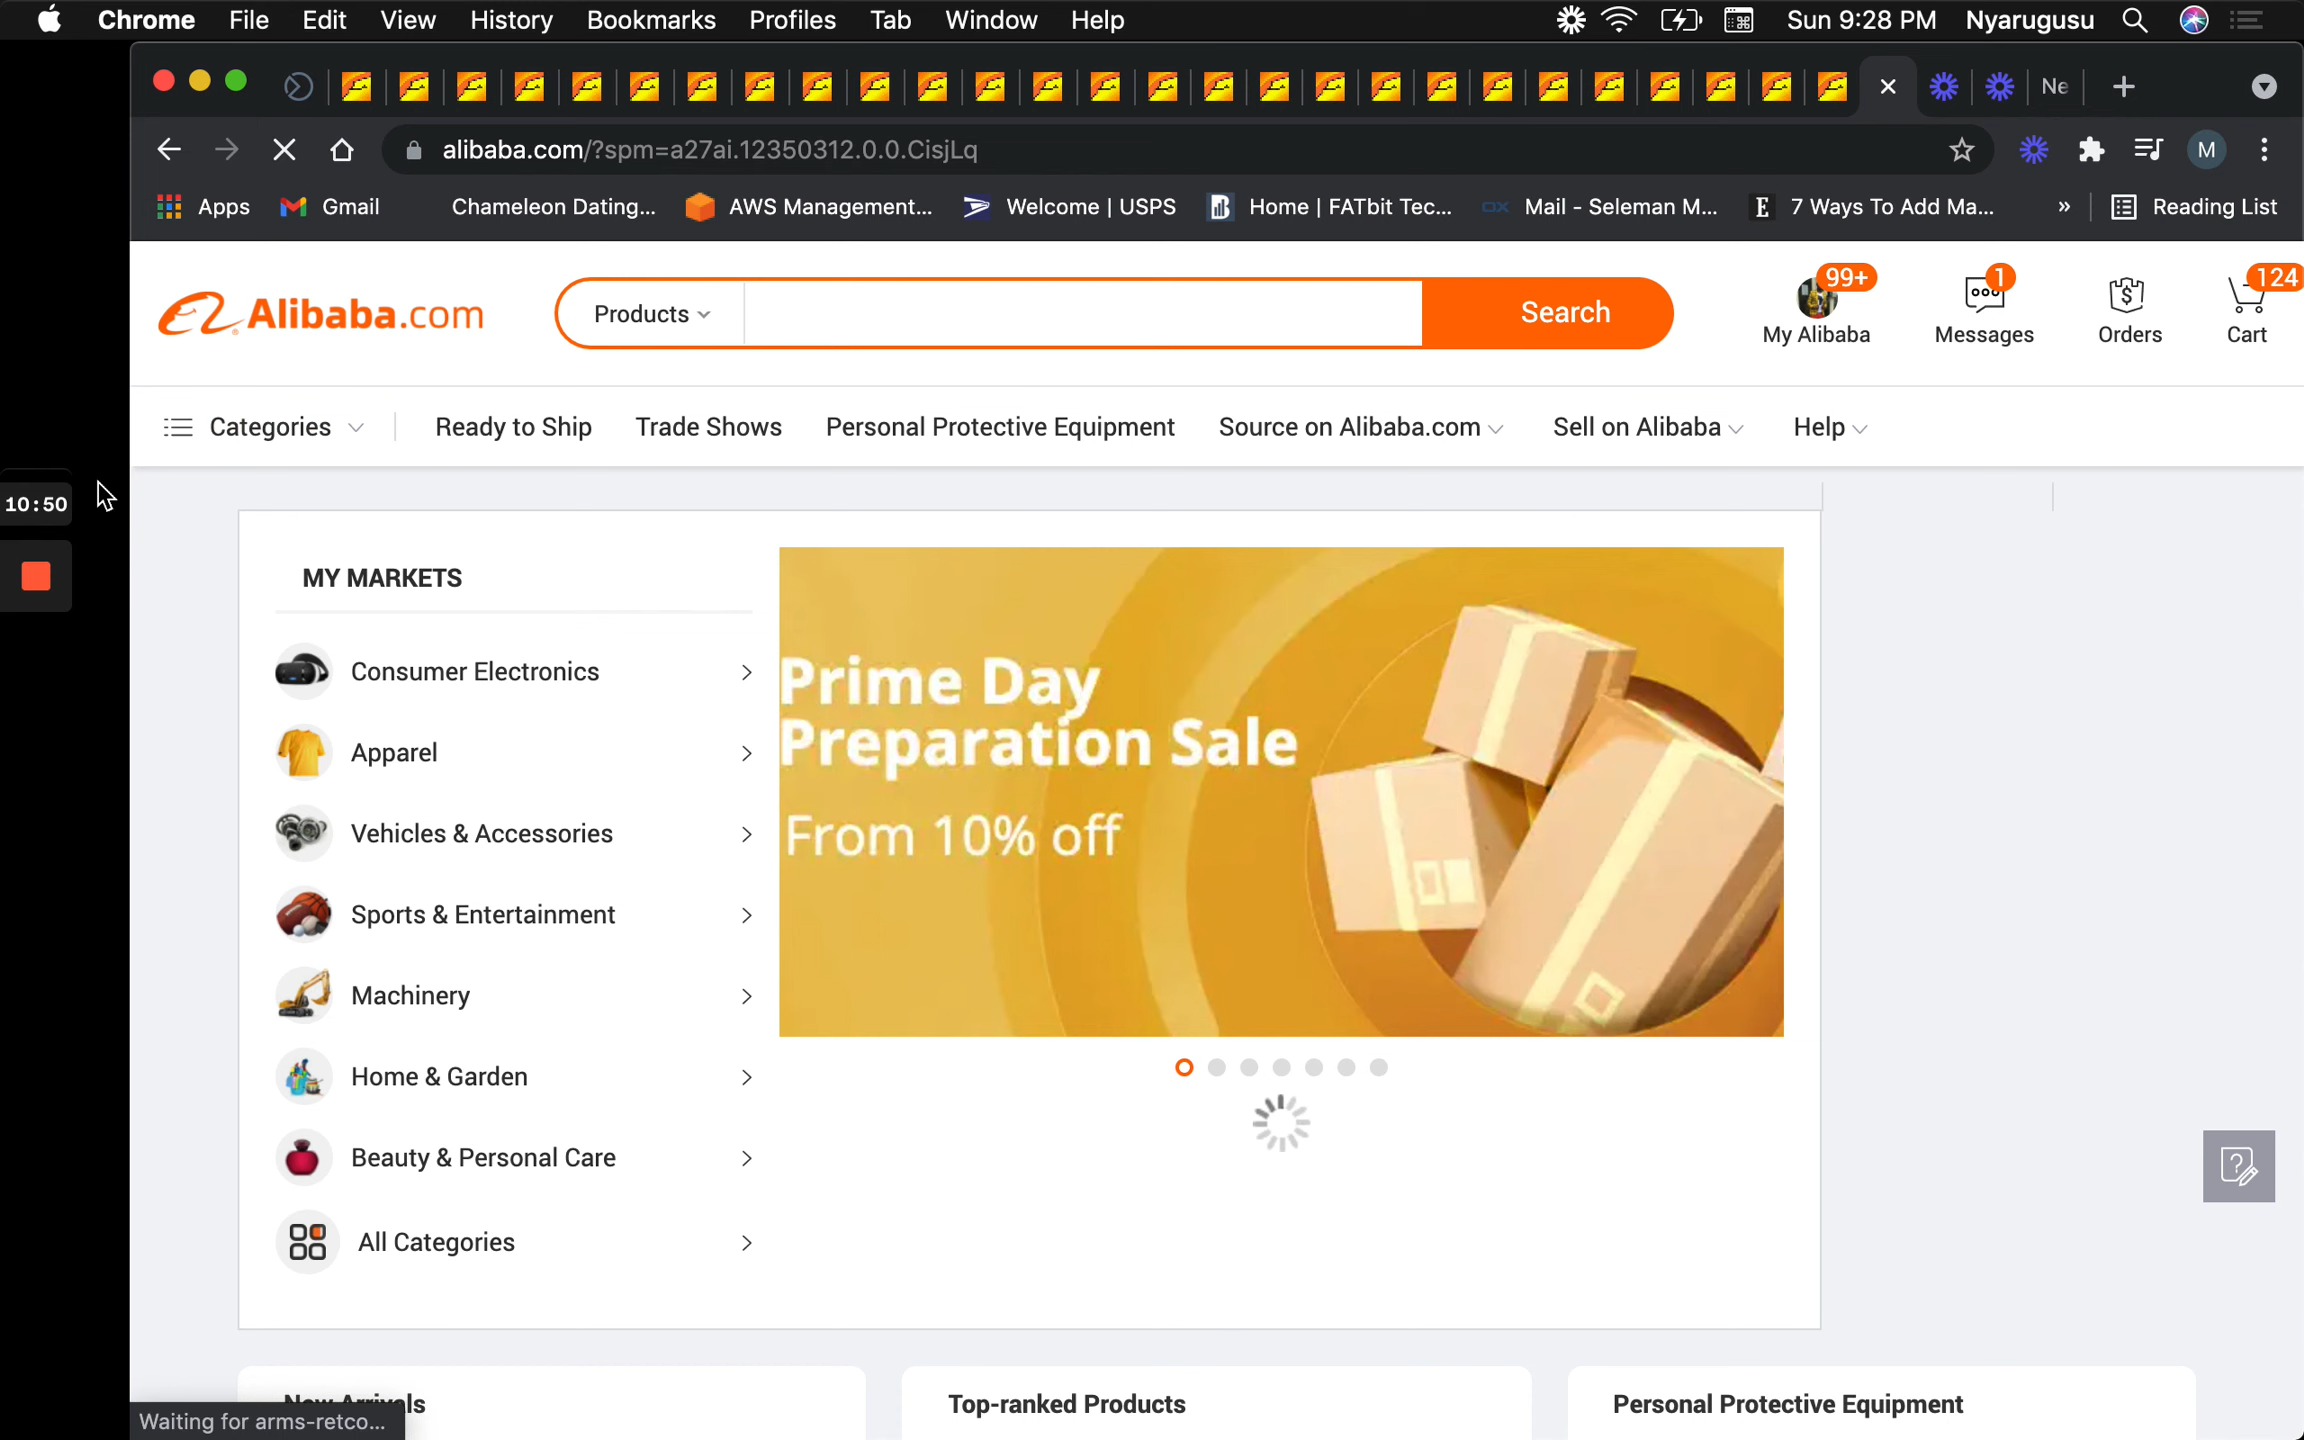 Chrome File Edit View History Bookmarks Profiles Tab Window Help Sun 9:28 PM Nyarugusu
Ne
alibaba.com/?spm=a27ai.12350312.0.0.CisjLq M
Apps Gmail Chameleon Dating... AWS Management... Welcome | USPS Home | FATbit Tec... Mail - Seleman M... E 7 Ways To Add Ma... » Reading List
Alibaba.com Products Search 99+ My Alibaba 1 Messages Orders 124 Cart
Categories Ready to Ship Trade Shows Personal Protective Equipment Source on Alibaba.com Sell on Alibaba Help
10:50
MY MARKETS
Consumer Electronics
Apparel
Vehicles & Accessories
Sports & Entertainment
Machinery
Home & Garden
Beauty & Personal Care
All Categories
Prime Day
Preparation Sale
From 10% off
New Arrivals Top-ranked Products Personal Protective Equipment
Waiting for arms-retco...